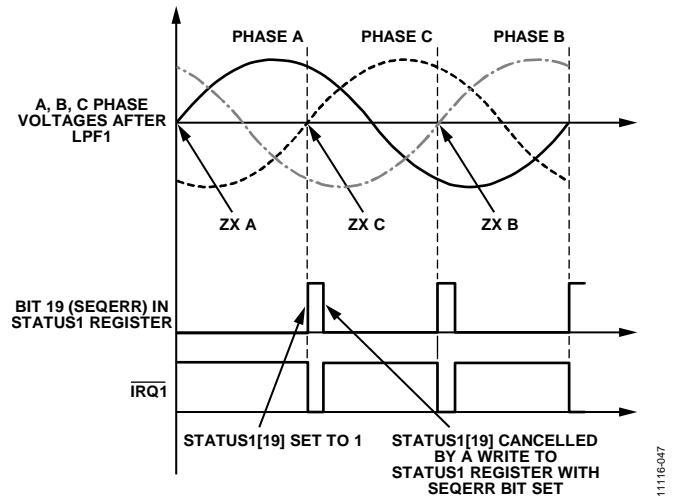 PHASE A
PHASE C
PHASE B
A, B, C PHASE
VOLTAGES AFTER
LPF1
ZX A
ZX C
ZX B
BIT 19 (SEQERR) IN
STATUS1 REGISTER
IRQ1
STATUS1[19] SET TO 1
STATUS1[19] CANCELLED
BY A WRITE TO
STATUS1 REGISTER WITH
SEQERR BIT SET
11116-047